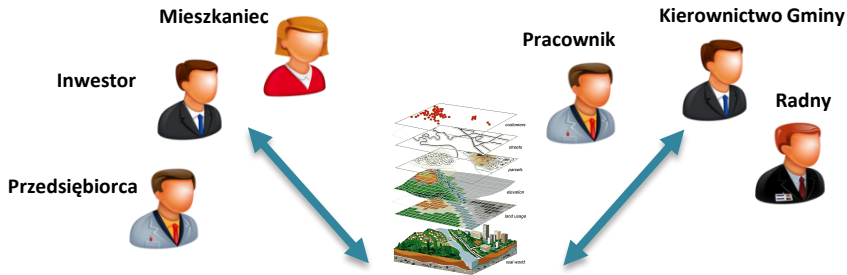 Mieszkaniec
Kierownictwo Gminy
Pracownik
Inwestor
Radny
Przedsiębiorca
customers
streets
parcels
elevation
land usage
real world